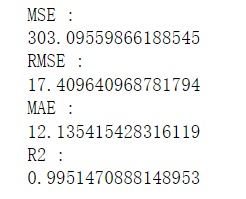 MSE :
303.09559866188545
RMSE :
17.409640968781794
MAE :
12.135415428316119
R2 :
0.9951470888148953